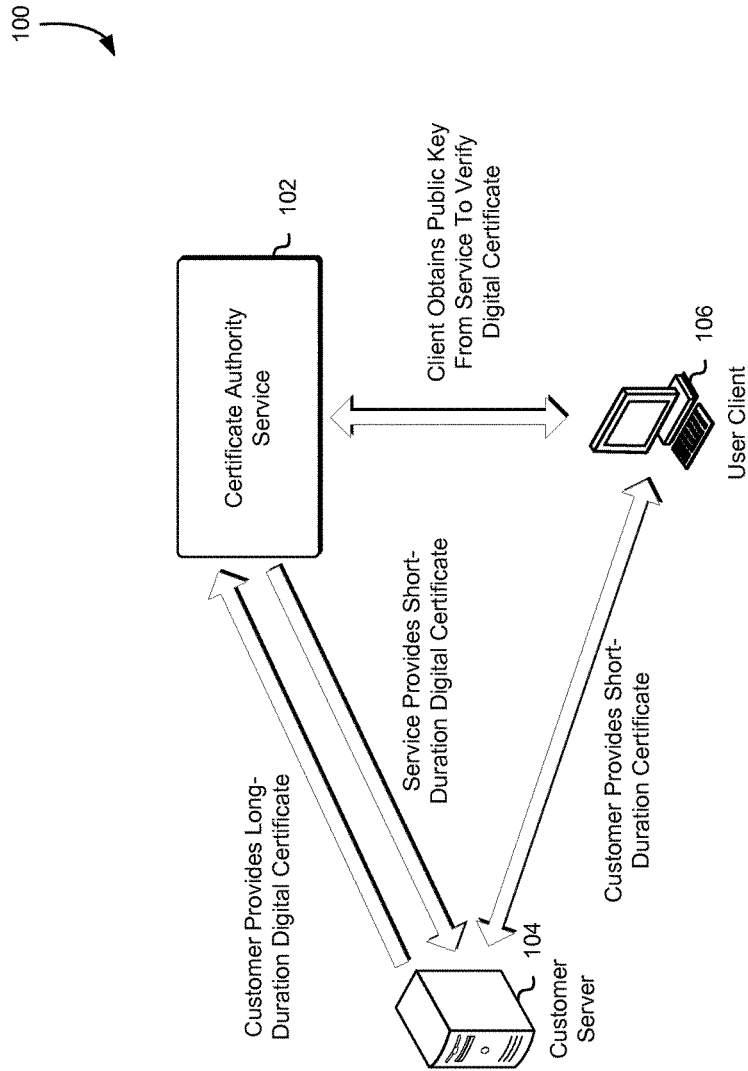 100
Certificate Authority
Service
102
Customer Provides Long-
Duration Digital Certificate
Service Provides Short-
Duration Digital Certificate
Client Obtains Public Key
From Service To Verify
Digital Certificate
104
Customer
Server
Customer Provides Short-
Duration Certificate
106
User Client